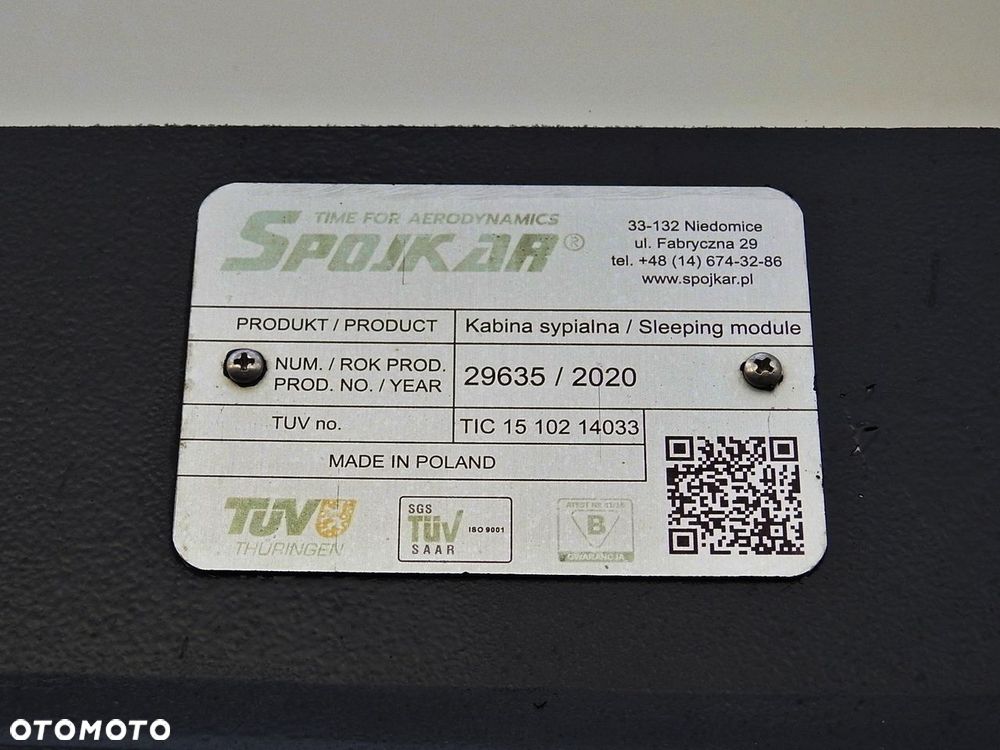 TIME FOR AERODYNAMICS
SPOJKAR®
33-132 Niedomice
ul. Fabryczna 29
tel. +48 (14) 674-32-86
www.spojkar.pl
PRODUKT / PRODUCT Kabina sypialna / Sleeping module
NUM. / ROK PROD.
PROD. NO. / YEAR
29635 / 2020
TUV no. TIC 15 102 14033
MADE IN POLAND
TÜV
THÜRINGEN
SGS
TÜV
SAAR
ISO 9001
ATEST NR
B
GWARANCJA
OTOMOTO